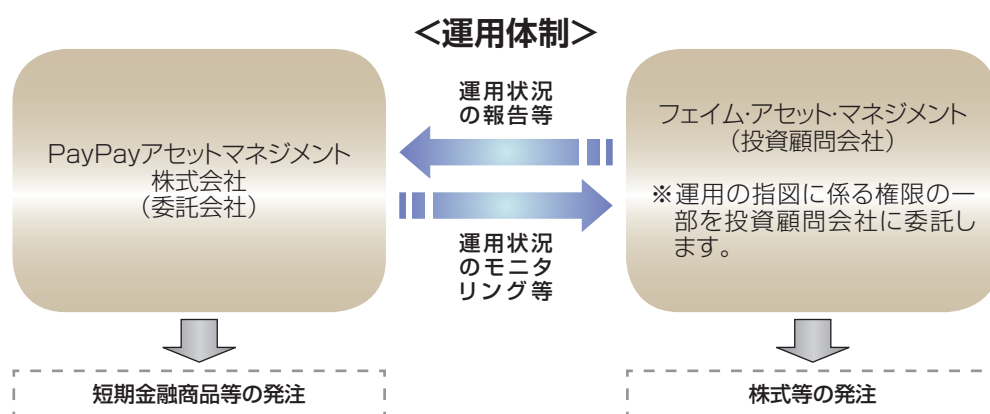 ＜運用体制＞
PayPayアセットマネジメント
株式会社
（委託会社）
運用状況
の報告等
運用状況
のモニタ
リング等
フェイム・アセット・マネジメント
（投資顧問会社）
※運用の指図に係る権限の一
部を投資顧問会社に委託し
ます。
短期金融商品等の発注
株式等の発注